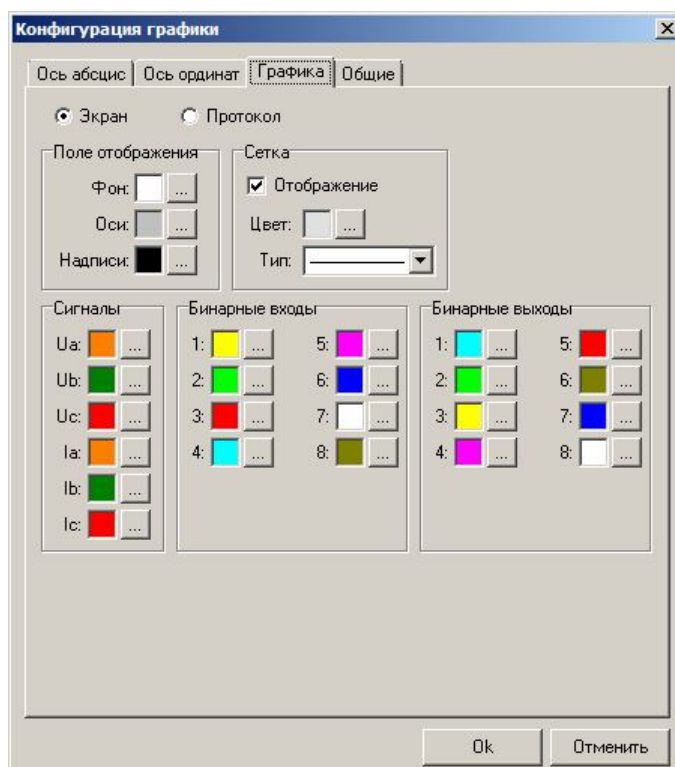 Конфигурация графики
Ось абсцис Ось ординат Графика Общие
Экран Протокол
Поле отображения Сетка
Фон: ... Отображение
Оси: ... Цвет: ...
Надписи: ... Тип:
Сигналы Бинарные входы Бинарные выходы
Ua: ... 1: ... 5: ... 1: ... 5: ...
Ub: ... 2: ... 6: ... 2: ... 6: ...
Uc: ... 3: ... 7: ... 3: ... 7: ...
Ia: ... 4: ... 8: ... 4: ... 8: ...
Ib: ...
Ic: ...
Ok Отменить